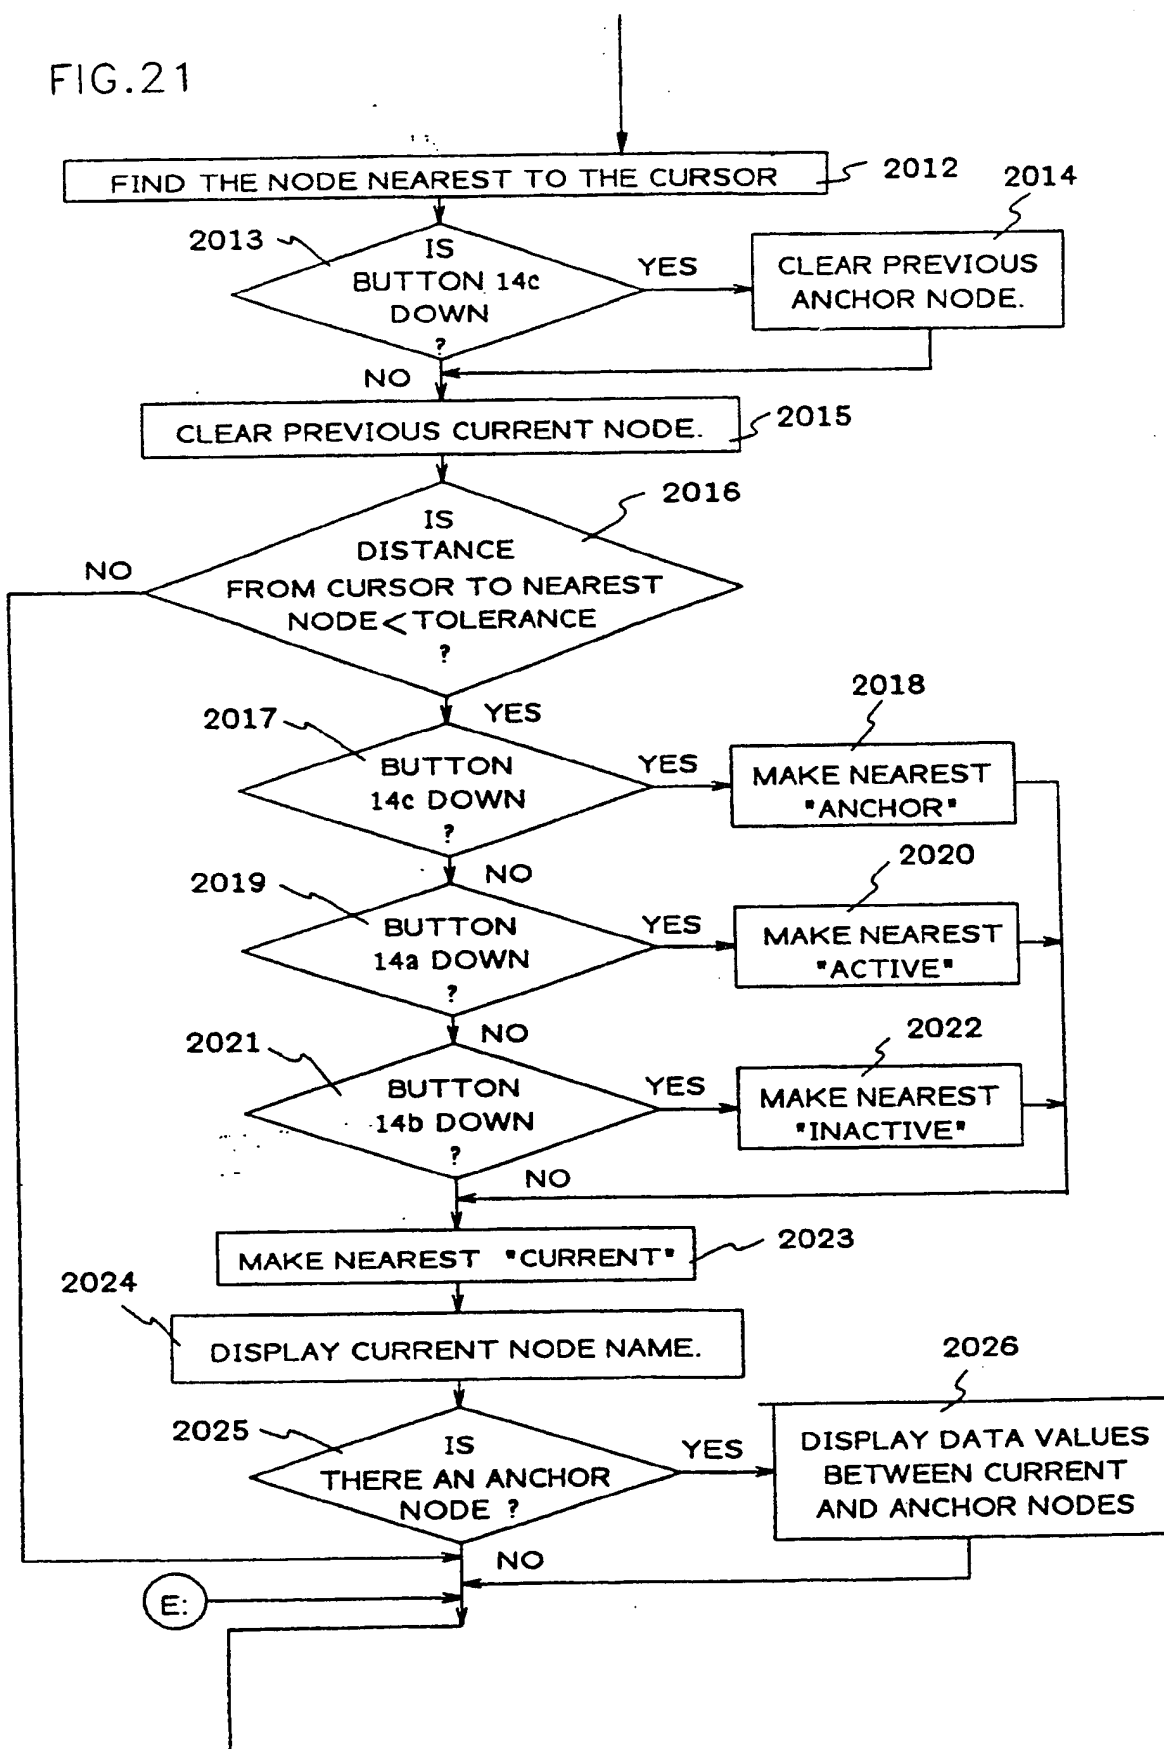 FIG.21
FIND THE NODE NEAREST TO THE CURSOR
2012
2014
2013
IS
BUTTON 14c
DOWN
?
YES
CLEAR PREVIOUS
ANCHOR NODE.
NO
CLEAR PREVIOUS CURRENT NODE.
2015
2016
IS
DISTANCE
FROM CURSOR TO NEAREST
NODE<TOLERANCE
?
NO
YES
2017
BUTTON
14c DOWN
?
YES
2018
MAKE NEAREST
"ANCHOR"
NO
2019
BUTTON
14a DOWN
?
YES
2020
MAKE NEAREST
"ACTIVE"
NO
2021
BUTTON
14b DOWN
?
YES
2022
MAKE NEAREST
"INACTIVE"
NO
MAKE NEAREST "CURRENT"
2023
2024
DISPLAY CURRENT NODE NAME.
2025
IS
THERE AN ANCHOR
NODE ?
YES
2026
DISPLAY DATA VALUES
BETWEEN CURRENT
AND ANCHOR NODES
NO
E: